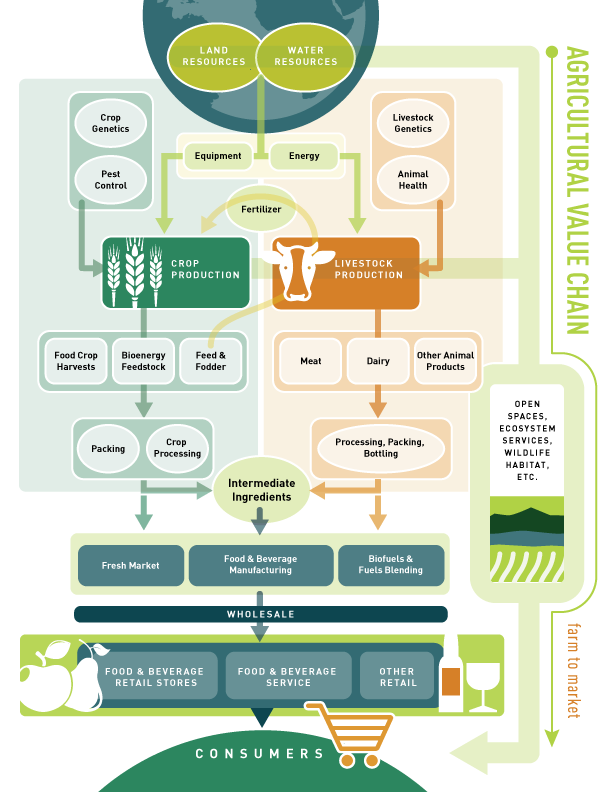 LAND
RESOURCES
WATER
RESOURCES
AGRICULTURAL VALUE CHAIN
Crop
Genetics
Pest
Control
Equipment
Energy
Livestock
Genetics
Animal
Health
Fertilizer
CROP
PRODUCTION
LIVESTOCK
PRODUCTION
Food Crop
Harvests
Bioenergy
Feedstock
Feed &
Fodder
Meat
Dairy
Other Animal
Products
OPEN
SPACES,
ECOSYSTEM
SERVICES,
WILDLIFE
HABITAT,
ETC.
Packing
Crop
Processing
Processing, Packing,
Bottling
Intermediate
Ingredients
Fresh Market
Food & Beverage
Manufacturing
Biofuels &
Fuels Blending
WHOLESALE
farm to market
FOOD & BEVERAGE
RETAIL STORES
FOOD & BEVERAGE
SERVICE
OTHER
RETAIL
CONSUMERS